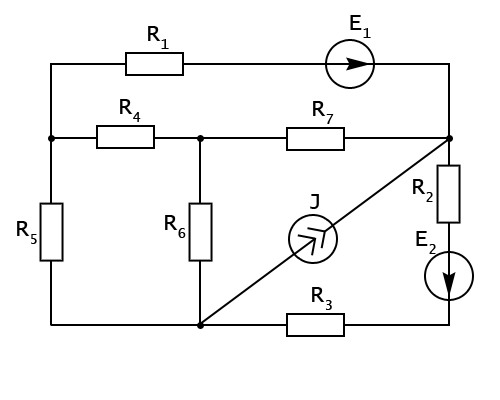 E₁
R₁
R₄
R₇
R₂
J
R₅
R₆
E₂
R₃